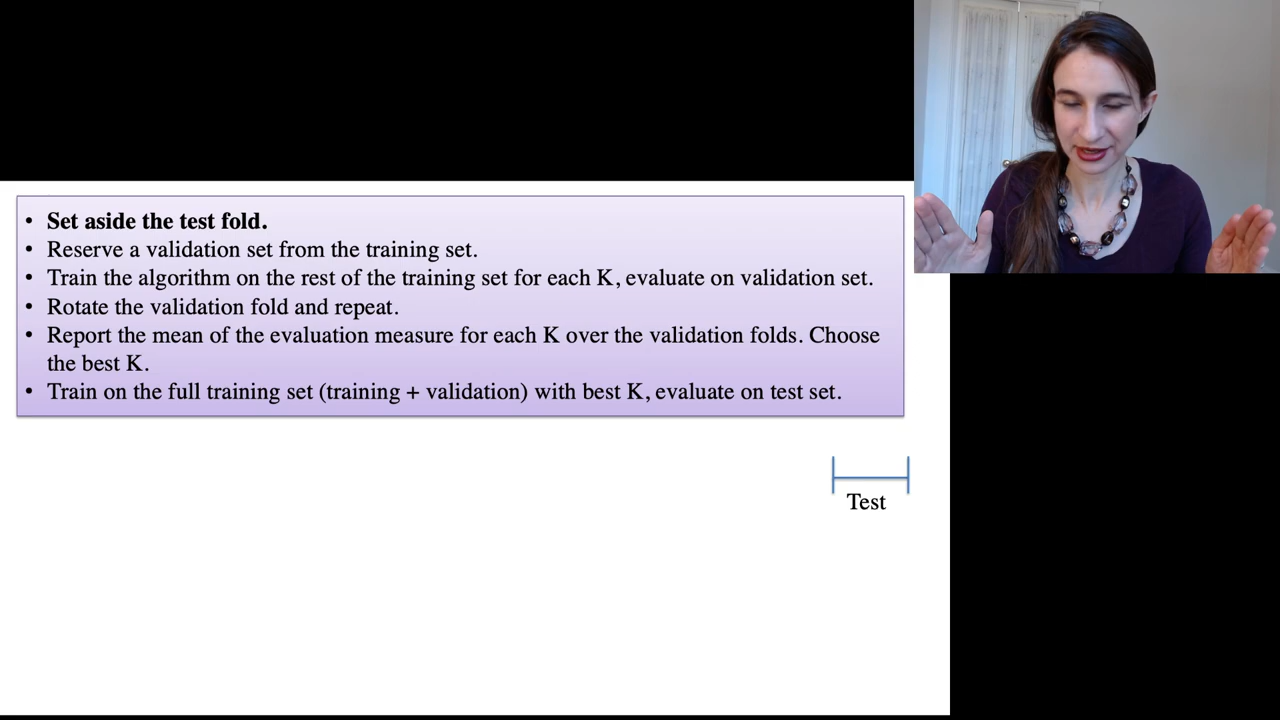 • Set aside the test fold.
• Reserve a validation set from the training set.
• Train the algorithm on the rest of the training set for each K, evaluate on validation set.
• Rotate the validation fold and repeat.
• Report the mean of the evaluation measure for each K over the validation folds. Choose
the best K.
• Train on the full training set (training + validation) with best K, evaluate on test set.
Test